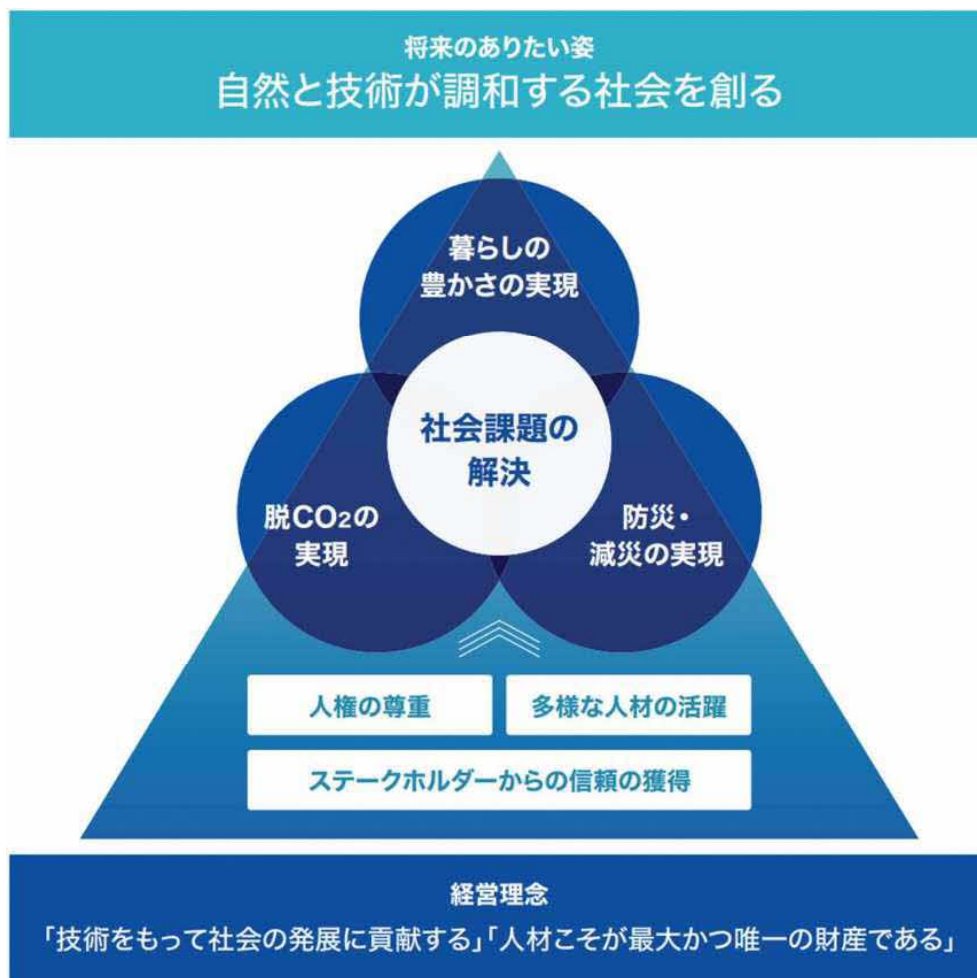 将来のありたい姿
自然と技術が調和する社会を創る
暮らしの
豊かさの実現
社会課題の
解決
脱CO₂の
実現
防災・
減災の実現
人権の尊重
多様な人材の活躍
ステークホルダーからの信頼の獲得
経営理念
「技術をもって社会の発展に貢献する」「人材こそが最大かつ唯一の財産である」